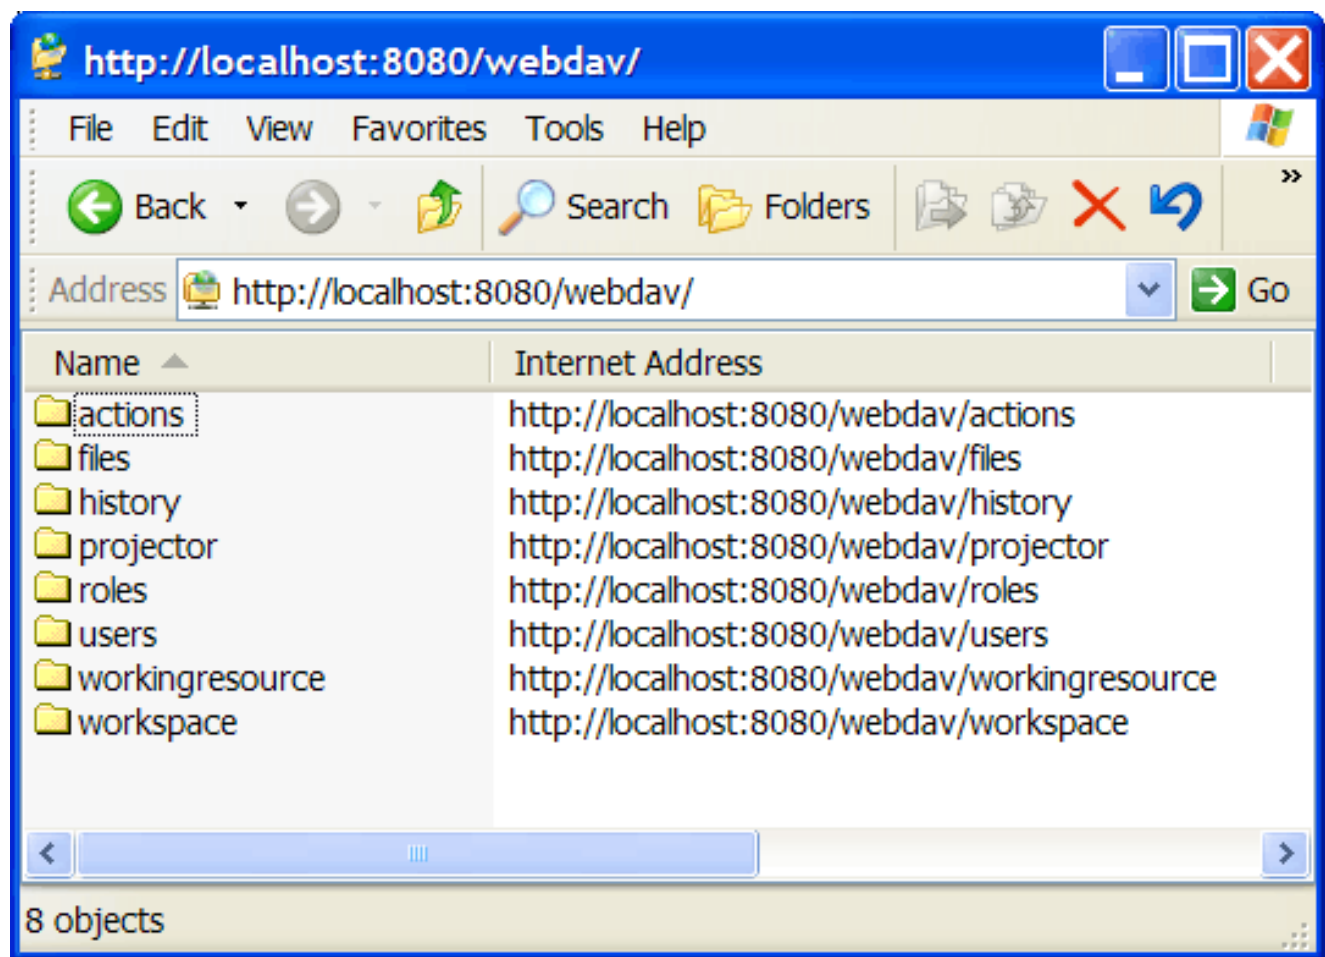 http://localhost:8080/webdav/
File Edit View Favorites Tools Help
Back Search Folders »
Address http://localhost:8080/webdav/ Go
Name Internet Address
actions http://localhost:8080/webdav/actions
files http://localhost:8080/webdav/files
history http://localhost:8080/webdav/history
projector http://localhost:8080/webdav/projector
roles http://localhost:8080/webdav/roles
users http://localhost:8080/webdav/users
workingresource http://localhost:8080/webdav/workingresource
workspace http://localhost:8080/webdav/workspace
8 objects